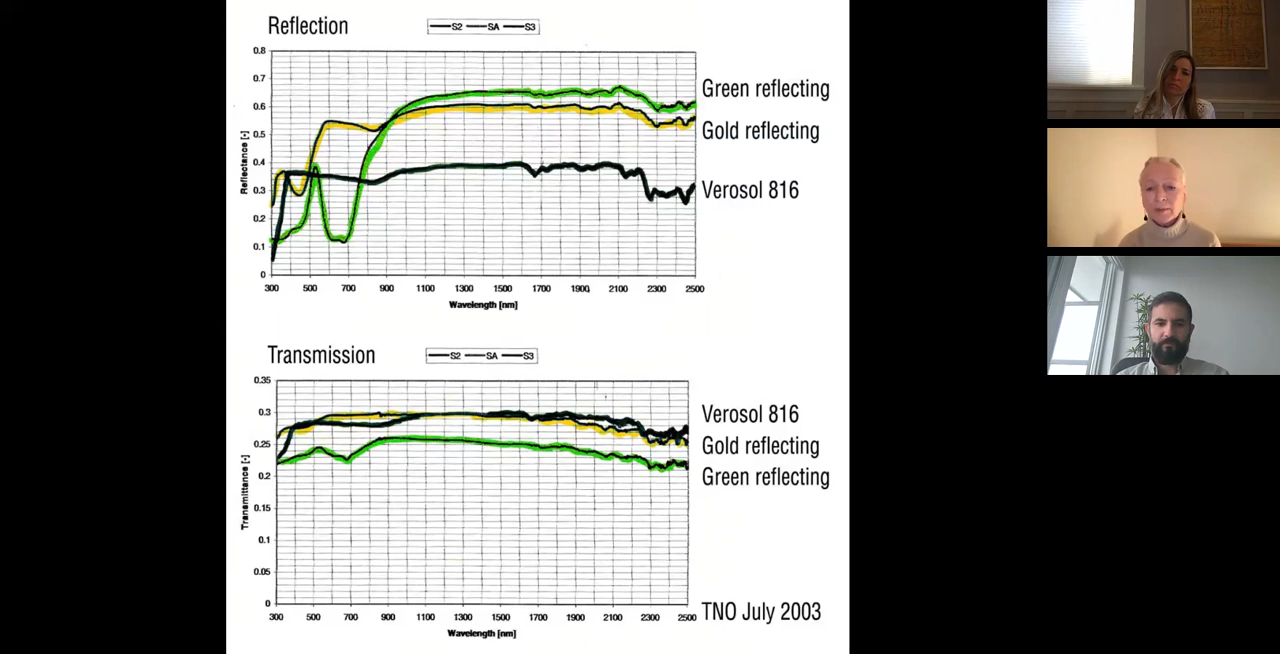 Reflection
S2 SA S3
0.8
0.7
0.6
0.5
0.4
0.3
0.2
0.1
0
Reflectance [-]
300 500 700 900 1100 1300 1500 1700 1900 2100 2300 2500
Wavelength [nm]
Green reflecting
Gold reflecting
Verosol 816
Transmission
S2 SA S3
0.35
0.3
0.25
0.2
0.15
0.1
0.05
0
Transmittance [-]
300 500 700 900 1100 1300 1500 1700 1900 2100 2300 2500
Wavelength [nm]
Verosol 816
Gold reflecting
Green reflecting
TNO July 2003